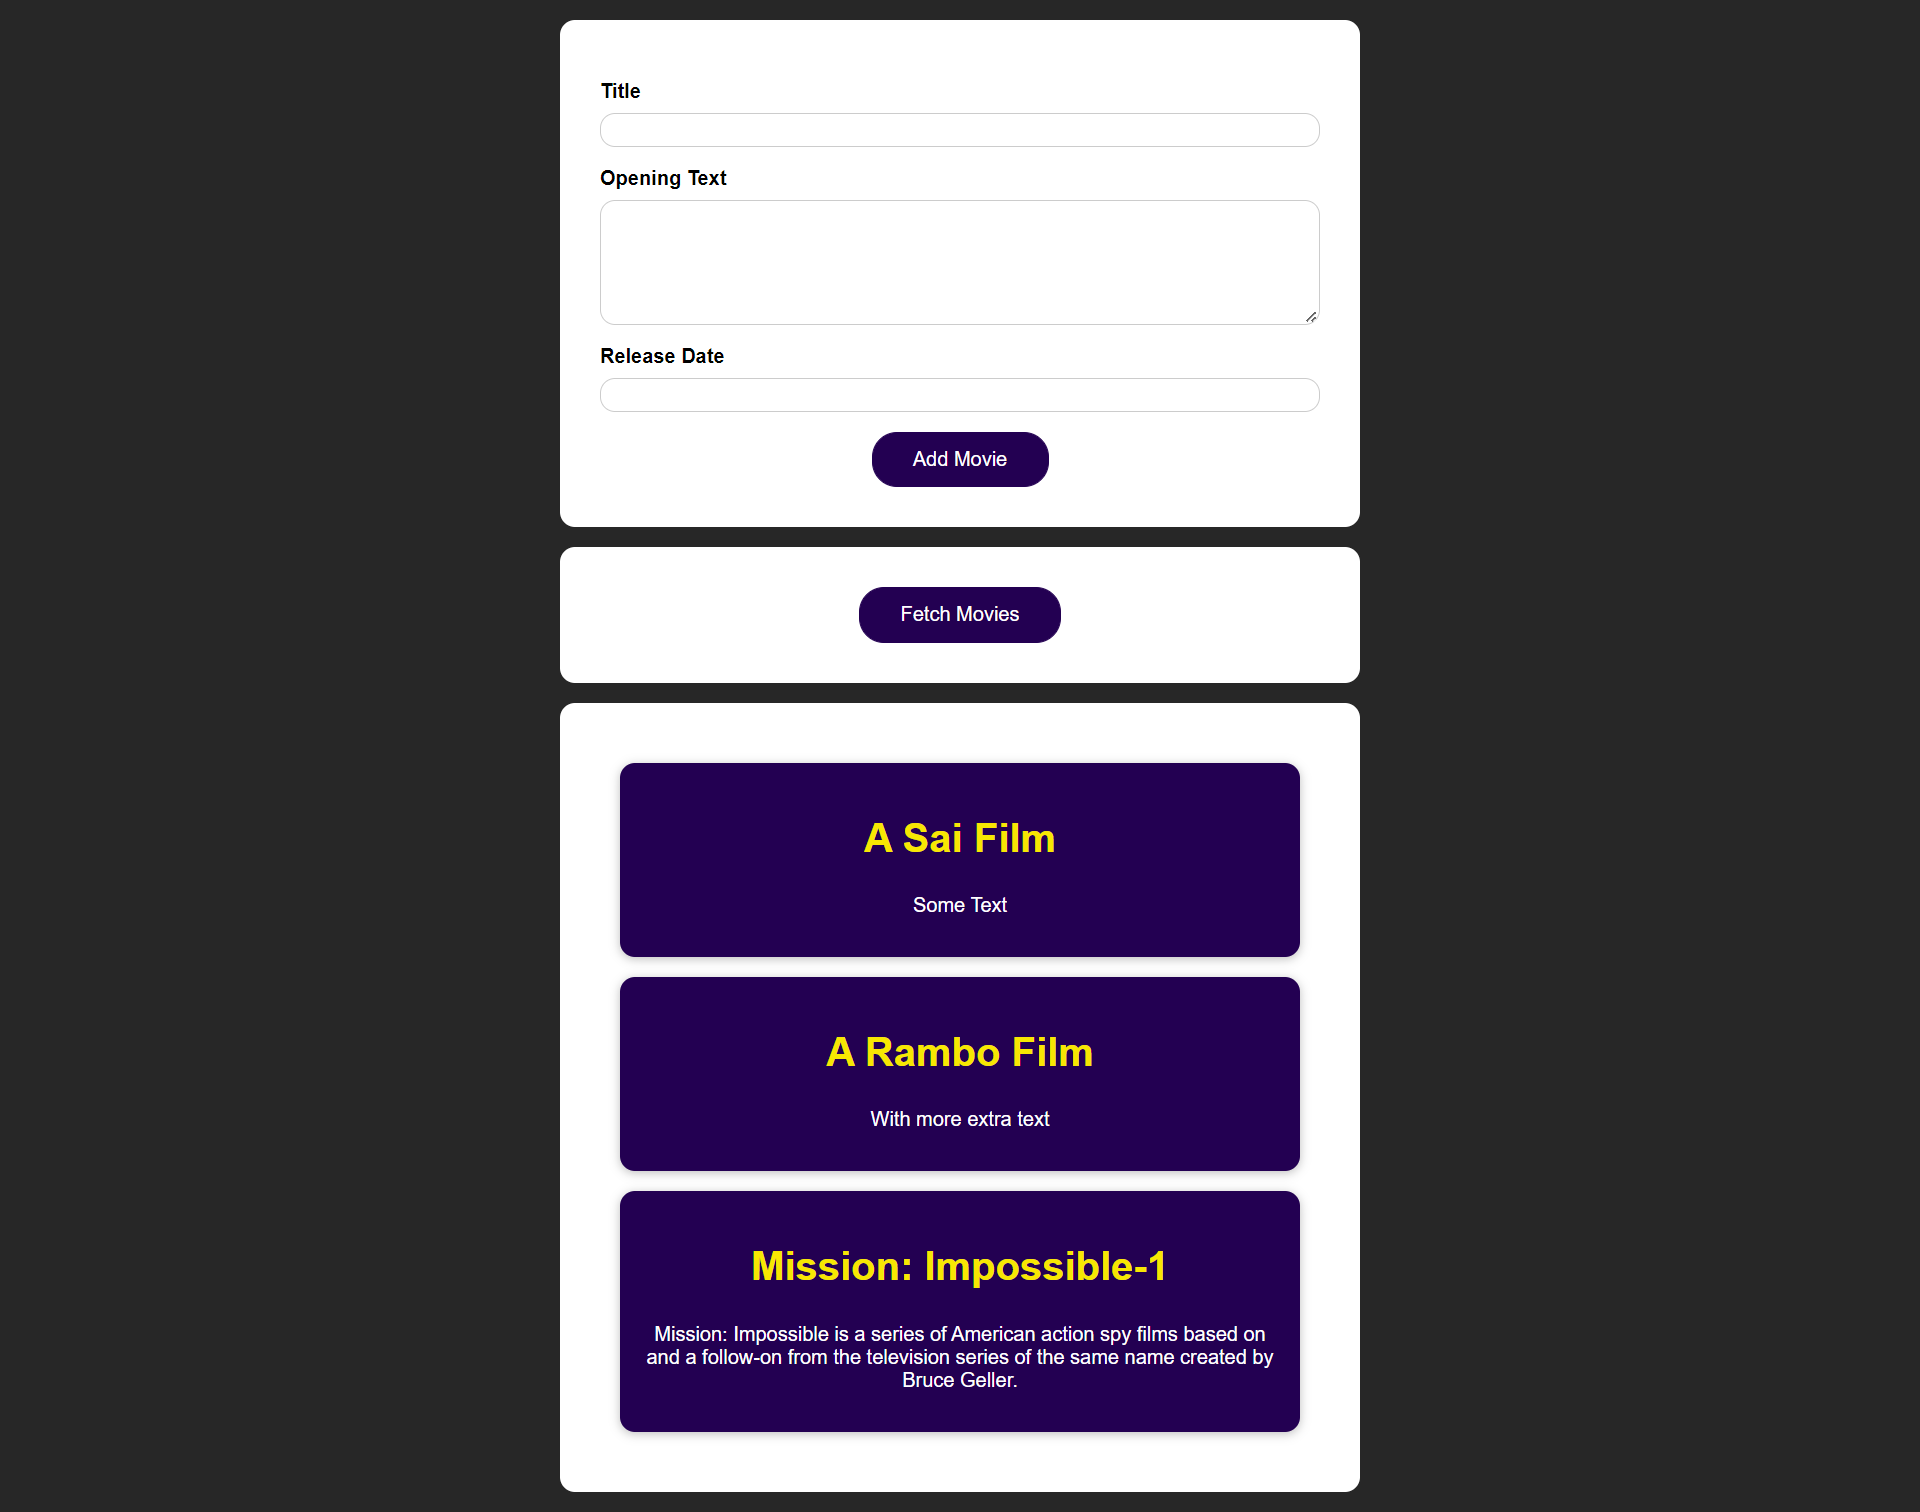 Title
Opening Text
Release Date
Add Movie
Fetch Movies
A Sai Film
Some Text
A Rambo Film
With more extra text
Mission: Impossible-1
Mission: Impossible is a series of American action spy films based on
and a follow-on from the television series of the same name created by
Bruce Geller.